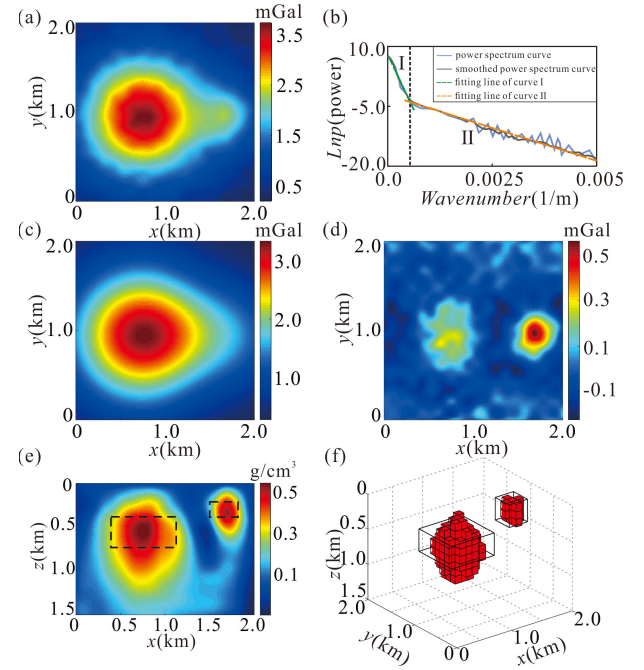 (a)
mGal
2.0
y(km)
1.0
0
0
1.0
2.0
x(km)
3.5
2.5
1.5
0.5
(b)
10.0
-5.0
-20.0
Lnp(power)
I
II
power spectrum curve
smoothed power spectrum curve
fitting line of curve I
fitting line of curve II
0
0.0025
0.005
Wavenumber(1/m)
(c)
mGal
2.0
y(km)
1.0
0
0
1.0
2.0
x(km)
3.0
2.0
1.0
(d)
mGal
2.0
y(km)
1.0
0
0
1.0
2.0
x(km)
0.5
0.3
0.1
-0.1
(e)
g/cm³
0
0.5
1.0
1.5
z(km)
0
0.5
1.0
1.5
2.0
x(km)
0.5
0.3
0.1
(f)
0
0.5
1.0
1.5
z(km)
2.0
1.0
0
y(km)
0
1.0
2.0
x(km)